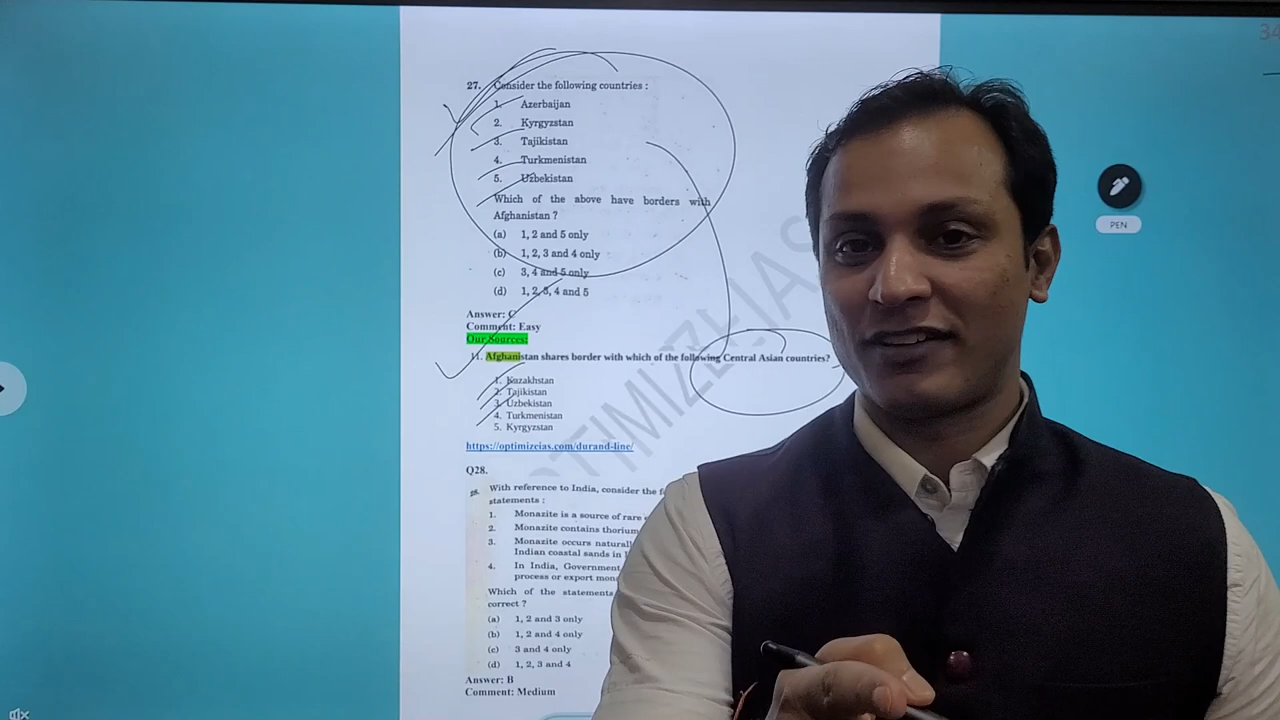 34
27. Consider the following countries :
1. Azerbaijan
2. Kyrgyzstan
3. Tajikistan
4. Turkmenistan
5. Uzbekistan
Which of the above have borders with
Afghanistan ?
(a) 1, 2 and 5 only
(b) 1, 2, 3 and 4 only
(c) 3, 4 and 5 only
(d) 1, 2, 3, 4 and 5
Answer: C
Comment: Easy
Our Sources:
11. Afghanistan shares border with which of the following Central Asian countries?
1. Kazakhstan
2. Tajikistan
3. Uzbekistan
4. Turkmenistan
5. Kyrgyzstan
https://optimizeias.com/durand-line/
Q28.
28. With reference to India, consider the
statements :
1. Monazite is a source of rare
2. Monazite contains thorium
3. Monazite occurs
Indian coastal sands in
4. In India, Government
process or export
Which of the statements
correct ?
(a) 1, 2 and 3 only
(b) 1, 2 and 4 only
(c) 3 and 4 only
(d) 1, 2, 3 and 4
Answer: B
Comment: Medium
OPTIMIZE IAS
PEN